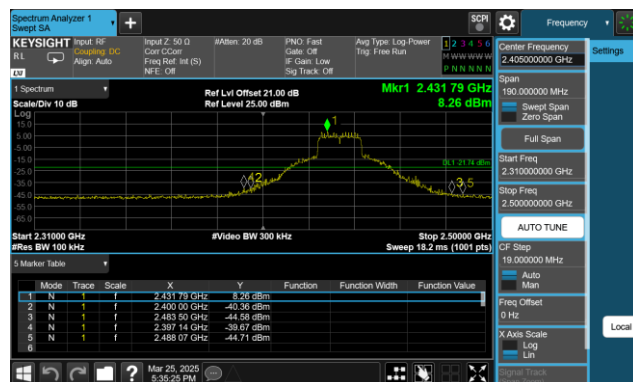 Spectrum Analyzer 1
Swept SA
SCPI
Frequency
KEYSIGHT
RL
LXI
Input: RF
Coupling: DC
Align: Auto
Input Z: 50 Ω
Corr CCorr
Freq Ref: Int (S)
NFE: Off
#Atten: 20 dB
PNO: Fast
Gate: Off
IF Gain: Low
Sig Track: Off
Avg Type: Log-Power
Trig: Free Run
1 2 3 4 5 6
M W W W W W
P N N N N N
1 Spectrum
Scale/Div 10 dB
Ref Lvl Offset 21.00 dB
Ref Level 25.00 dBm
Mkr1 2.431 79 GHz
8.26 dBm
Log
15.0
5.00
-5.00
-15.0
-25.0
-35.0
-45.0
-55.0
-65.0
1
DL1 -21.74 dBm
Start 2.31000 GHz
#Res BW 100 kHz
#Video BW 300 kHz
Stop 2.50000 GHz
Sweep 18.2 ms (1001 pts)
5 Marker Table
Mode Trace Scale X Y Function Function Width Function Value
1 N 1 f 2.431 79 GHz 8.26 dBm
2 N 1 f 2.400 00 GHz -40.36 dBm
3 N 1 f 2.483 50 GHz -44.58 dBm
4 N 1 f 2.397 14 GHz -39.67 dBm
5 N 1 f 2.488 07 GHz -44.71 dBm
6
Mar 25, 2025
5:35:25 PM
Center Frequency
2.405000000 GHz
Settings
Span
190.000000 MHz
Swept Span
Zero Span
Full Span
Start Freq
2.310000000 GHz
Stop Freq
2.500000000 GHz
AUTO TUNE
CF Step
19.000000 MHz
Auto
Man
Freq Offset
0 Hz
Local
X Axis Scale
Log
Lin
Signal Track